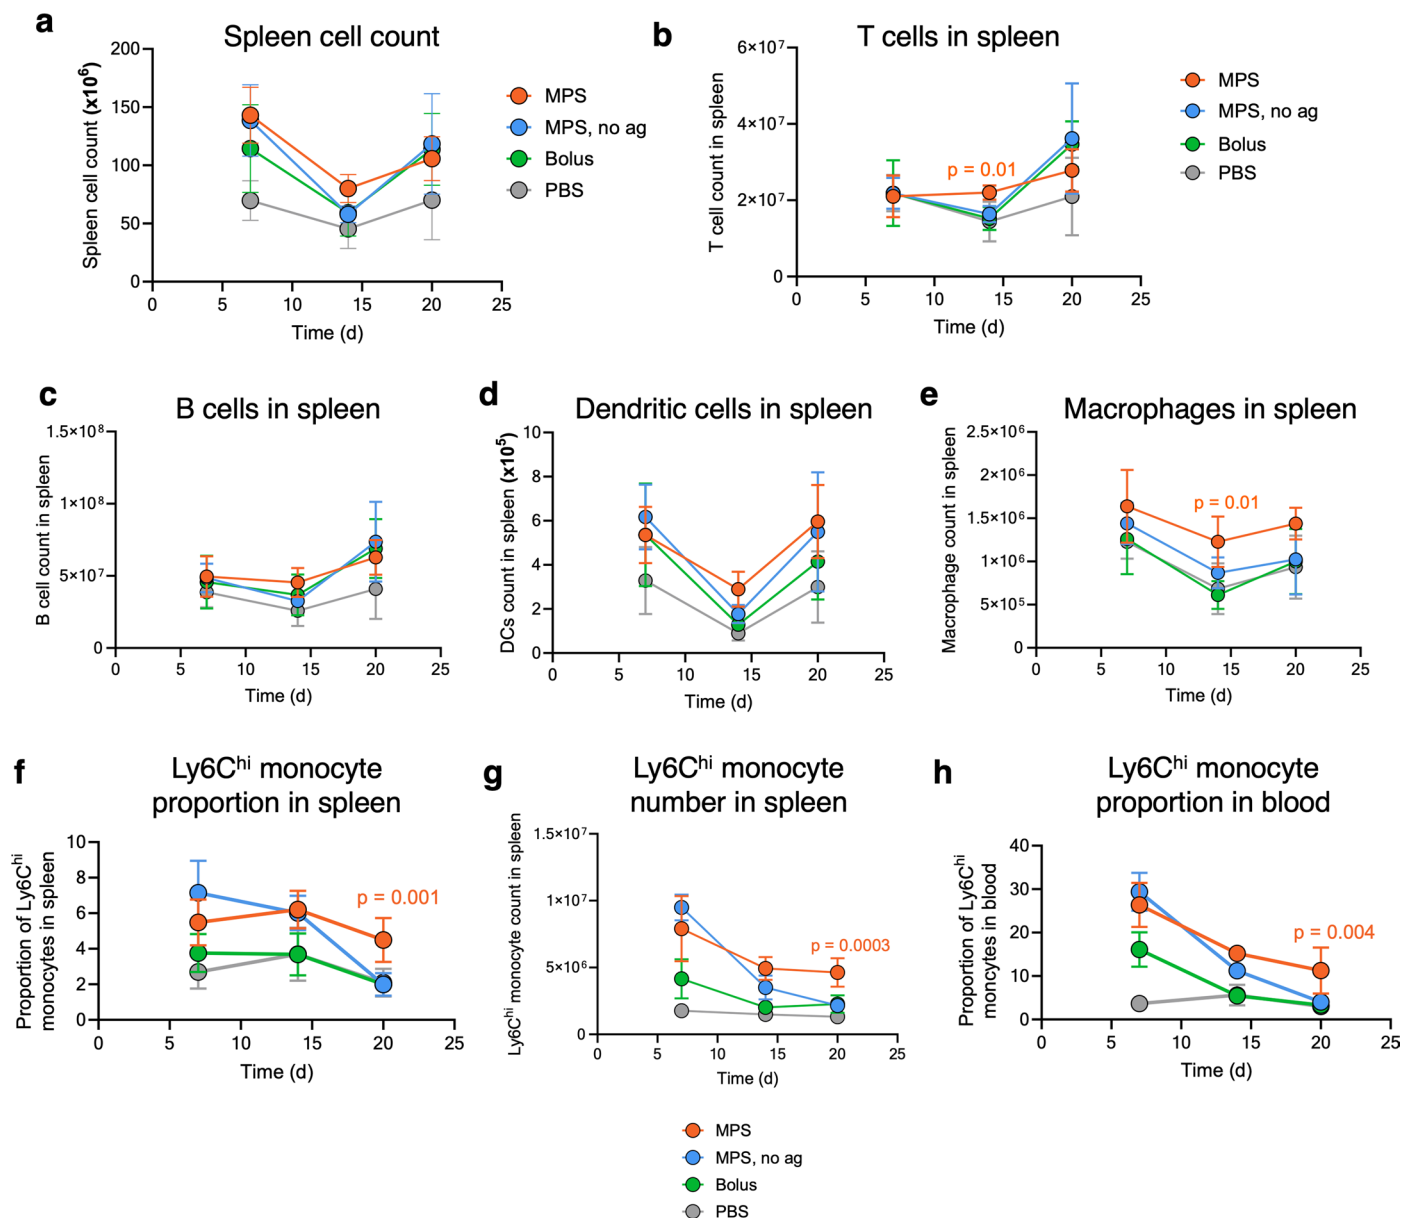 a
Spleen cell count
Spleen cell count (x10⁶)
200
150
100
50
0
0 5 10 15 20 25
Time (d)
MPS
MPS, no ag
Bolus
PBS
b
T cells in spleen
T cell count in spleen
6×10⁷
4×10⁷
2×10⁷
0
p = 0.01
0 5 10 15 20 25
Time (d)
MPS
MPS, no ag
Bolus
PBS
c
B cells in spleen
B cell count in spleen
1.5×10⁸
1×10⁸
5×10⁷
0
0 5 10 15 20 25
Time (d)
d
Dendritic cells in spleen
DCs count in spleen (x10⁵)
10
8
6
4
2
0
0 5 10 15 20 25
Time (d)
e
Macrophages in spleen
Macrophage count in spleen
2.5×10⁶
2×10⁶
1.5×10⁶
1×10⁶
5×10⁵
0
p = 0.01
0 5 10 15 20 25
Time (d)
f
Ly6Cʰⁱ monocyte
proportion in spleen
Proportion of Ly6Cʰⁱ
monocytes in spleen
10
8
6
4
2
0
p = 0.001
0 5 10 15 20 25
Time (d)
g
Ly6Cʰⁱ monocyte
number in spleen
Ly6Cʰⁱ monocyte count in spleen
1.5×10⁷
1×10⁷
5×10⁶
0
p = 0.0003
0 5 10 15 20 25
Time (d)
h
Ly6Cʰⁱ monocyte
proportion in blood
Proportion of Ly6Cʰⁱ
monocytes in blood
40
30
20
10
0
p = 0.004
0 5 10 15 20 25
Time (d)
MPS
MPS, no ag
Bolus
PBS